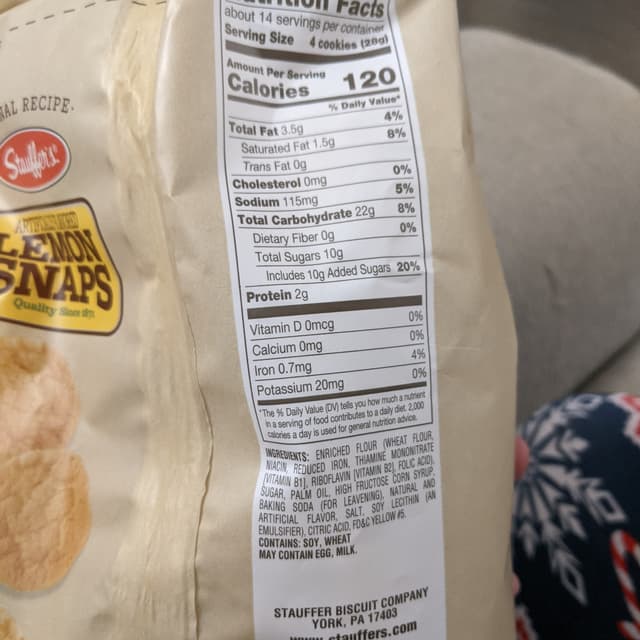 Nutrition Facts
about 14 servings per container
Serving Size 4 cookies (28g)
Amount Per Serving
Calories 120
% Daily Value*
Total Fat 3.5g 4%
Saturated Fat 1.5g 8%
Trans Fat 0g
Cholesterol 0mg 0%
Sodium 115mg 5%
Total Carbohydrate 22g 8%
Dietary Fiber 0g 0%
Total Sugars 10g
Includes 10g Added Sugars 20%
Protein 2g
Vitamin D 0mcg 0%
Calcium 0mg 0%
Iron 0.7mg 4%
Potassium 20mg 0%
*The % Daily Value (DV) tells you how much a nutrient
in a serving of food contributes to a daily diet. 2,000
calories a day is used for general nutrition advice.
INGREDIENTS: ENRICHED FLOUR (WHEAT FLOUR,
NIACIN, REDUCED IRON, THIAMINE MONONITRATE
[VITAMIN B1], RIBOFLAVIN [VITAMIN B2], FOLIC ACID),
SUGAR, PALM OIL, HIGH FRUCTOSE CORN SYRUP,
BAKING SODA (FOR LEAVENING), NATURAL AND
ARTIFICIAL FLAVOR, SALT, SOY LECITHIN (AN
EMULSIFIER), CITRIC ACID, FD&C YELLOW #5.
CONTAINS: SOY, WHEAT
MAY CONTAIN EGG, MILK.
STAUFFER BISCUIT COMPANY
YORK, PA 17403
www.stauffers.com
NAL RECIPE·
Stauffer's
LEMON
SNAPS
Quality Since 1871